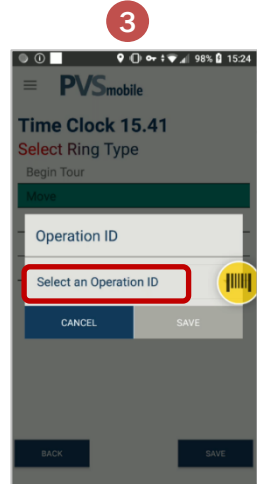 3
98% 15:24
PVSmobile
Time Clock 15.41
Select Ring Type
Begin Tour
Move
Operation ID
Select an Operation ID
CANCEL SAVE
BACK SAVE